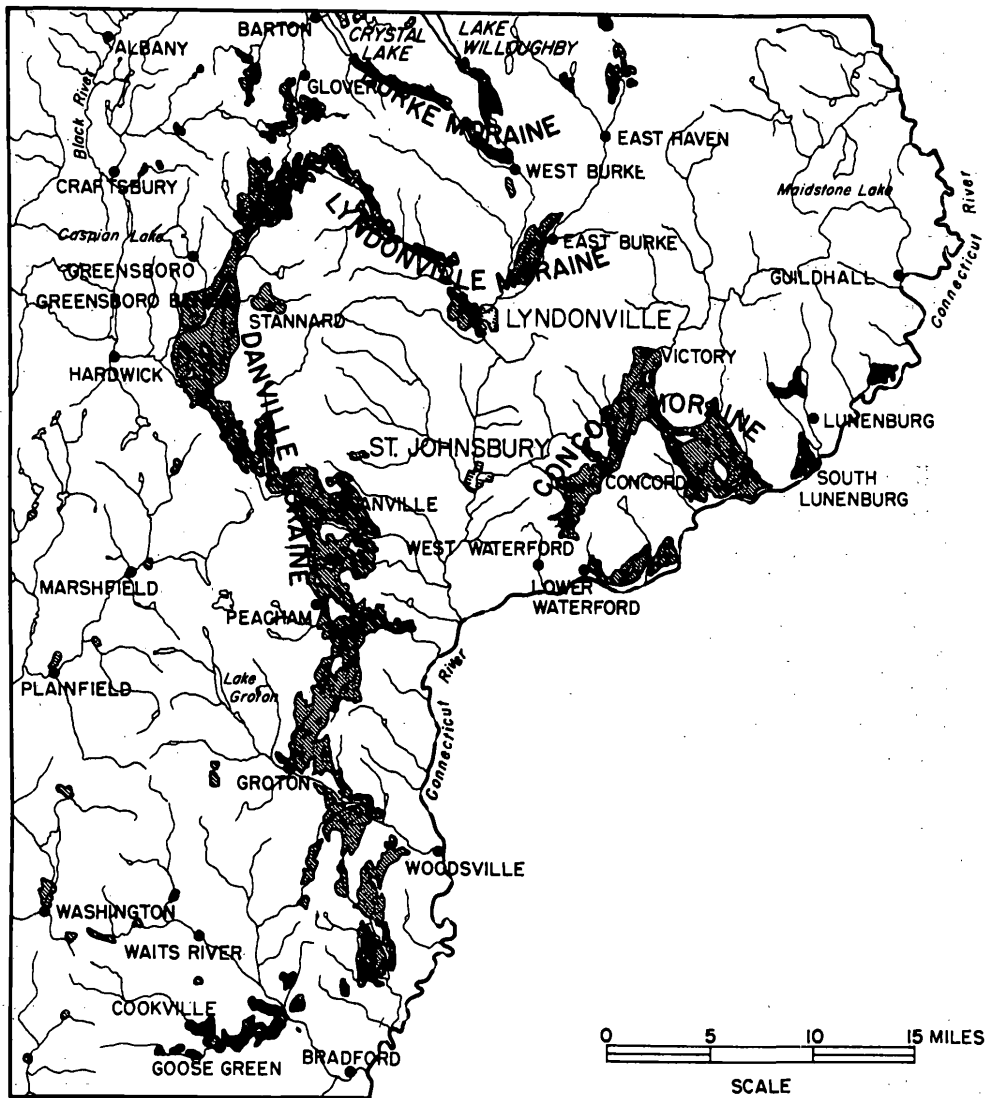 BARTON
CRYSTAL
LAKE
LAKE
WILLOUGHBY
ALBANY
GLOVER
BURKE MORAINE
Black River
EAST HAVEN
CRAFTSBURY
WEST BURKE
Maidstone Lake
Connecticut River
LYNDONVILLE MORAINE
Caspian Lake
EAST BURKE
GREENSBORO
GUILDHALL
GREENSBORO
STANNARD
LYNDONVILLE
HARDWICK
VICTORY
DANVILLE MORAINE
CONCORD MORAINE
LUNENBURG
ST. JOHNSBURY
CONCORD
SOUTH
LUNENBURG
DANVILLE
WEST WATERFORD
MARSHFIELD
LOWER
WATERFORD
PEACHAM
PLAINFIELD
Lake
Groton
Connecticut River
GROTON
WOODSVILLE
WASHINGTON
WAITS RIVER
COOKVILLE
GOOSE GREEN
BRADFORD
0 5 10 15 MILES
SCALE